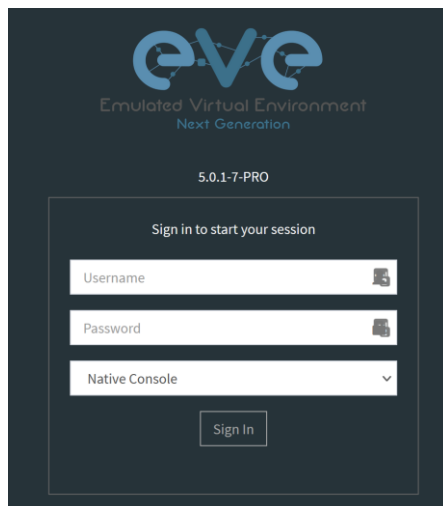 eve
Emulated Virtual Environment
Next Generation
5.0.1-7-PRO
Sign in to start your session
Username
Password
Native Console
Sign In